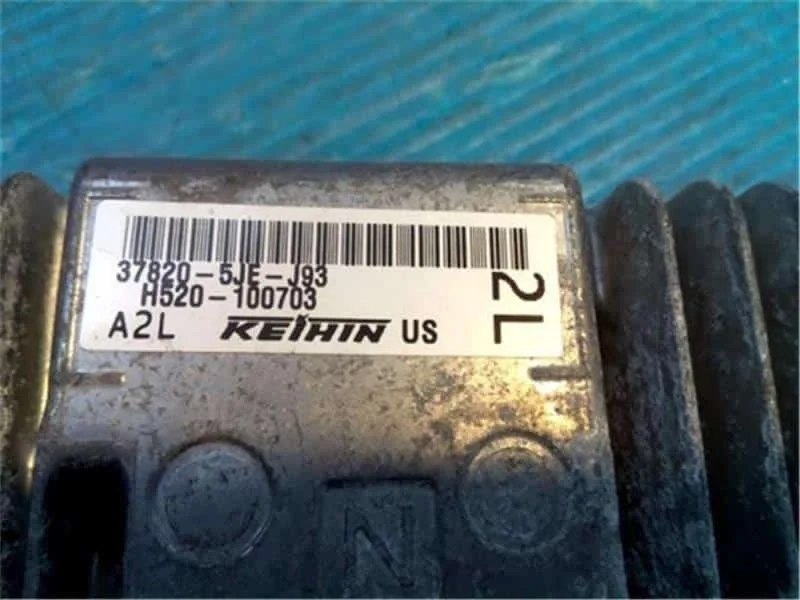 37820-5JE-J93
H520-100703
A2L KEIHIN US
2L
N